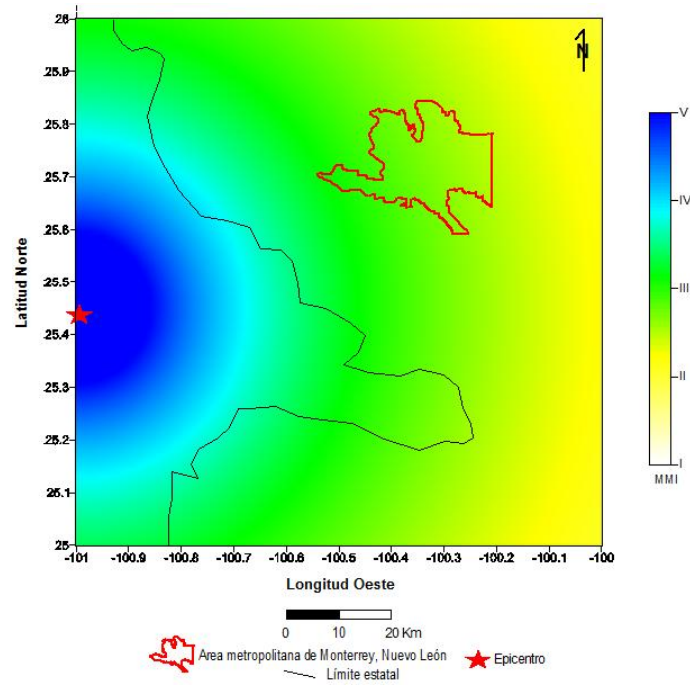 26
25.9
25.8
25.7
25.6
25.5
25.4
25.3
25.2
25.1
25
Latitud Norte
-101 -100.9 -100.8 -100.7 -100.6 -100.5 -100.4 -100.3 -100.2 -100.1 -100
Longitud Oeste
N
V
IV
III
II
I
MMI
0 10 20 Km
Area metropolitana de Monterrey, Nuevo León
Epicentro
Límite estatal